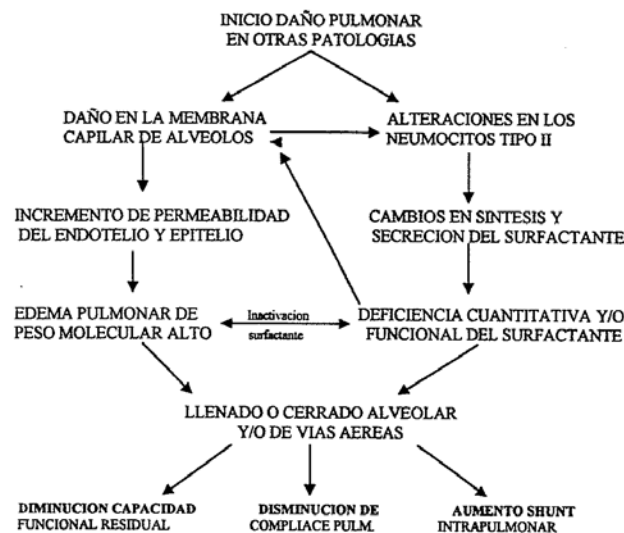 INICIO DAÑO PULMONAR
EN OTRAS PATOLOGIAS
DAÑO EN LA MEMBRANA
CAPILAR DE ALVEOLOS
ALTERACIONES EN LOS
NEUMOCITOS TIPO II
INCREMENTO DE PERMEABILIDAD
DEL ENDOTELIO Y EPITELIO
CAMBIOS EN SINTESIS Y
SECRECION DEL SURFACTANTE
EDEMA PULMONAR DE
PESO MOLECULAR ALTO
Inactivacion
surfactante
DEFICIENCIA CUANTITATIVA Y/O
FUNCIONAL DEL SURFACTANTE
LLENADO O CERRADO ALVEOLAR
Y/O DE VIAS AEREAS
DIMINUCION CAPACIDAD
FUNCIONAL RESIDUAL
DISMINUCION DE
COMPLIACE PULM.
AUMENTO SHUNT
INTRAPULMONAR